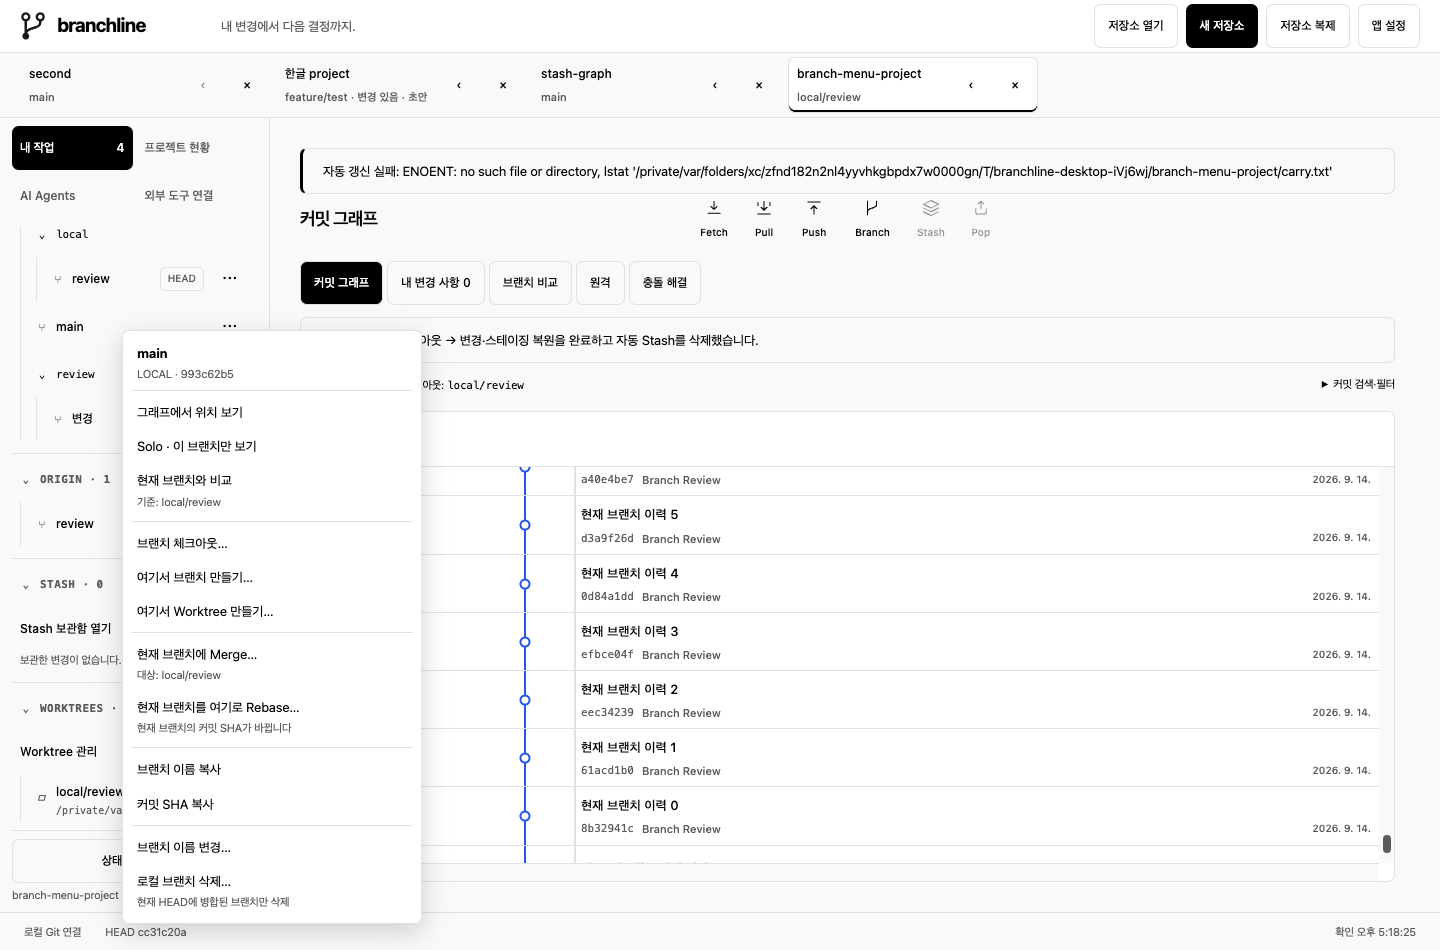 branchline
내 변경에서 다음 결정까지.
저장소 열기
새 저장소
저장소 복제
앱 설정
second
main
한글 project
feature/test · 변경 있음 · 초안
stash-graph
main
branch-menu-project
local/review
내 작업 4
프로젝트 현황
AI Agents
외부 도구 연결
local
review HEAD
main
review
변경
ORIGIN · 1
review
STASH · 0
Stash 보관함 열기
보관한 변경이 없습니다.
WORKTREES ·
Worktree 관리
local/review
/private/va
상태
branch-menu-project
자동 갱신 실패: ENOENT: no such file or directory, lstat '/private/var/folders/xc/zfnd182n2nl4yyvhkgbpdx7w0000gn/T/branchline-desktop-iVj6wj/branch-menu-project/carry.txt'
커밋 그래프
Fetch
Pull
Push
Branch
Stash
Pop
커밋 그래프
내 변경 사항 0
브랜치 비교
원격
충돌 해결
아웃 → 변경·스테이징 복원을 완료하고 자동 Stash를 삭제했습니다.
아웃: local/review
▶ 커밋 검색·필터
main
LOCAL · 993c62b5
그래프에서 위치 보기
Solo · 이 브랜치만 보기
현재 브랜치와 비교
기준: local/review
브랜치 체크아웃...
여기서 브랜치 만들기...
여기서 Worktree 만들기...
현재 브랜치에 Merge...
대상: local/review
현재 브랜치를 여기로 Rebase...
현재 브랜치의 커밋 SHA가 바뀝니다
브랜치 이름 복사
커밋 SHA 복사
브랜치 이름 변경...
로컬 브랜치 삭제...
현재 HEAD에 병합된 브랜치만 삭제
a40e4be7 Branch Review 2026. 9. 14.
현재 브랜치 이력 5
d3a9f26d Branch Review 2026. 9. 14.
현재 브랜치 이력 4
0d84a1dd Branch Review 2026. 9. 14.
현재 브랜치 이력 3
efbce04f Branch Review 2026. 9. 14.
현재 브랜치 이력 2
eec34239 Branch Review 2026. 9. 14.
현재 브랜치 이력 1
61acd1b0 Branch Review 2026. 9. 14.
현재 브랜치 이력 0
8b32941c Branch Review 2026. 9. 14.
로컬 Git 연결
HEAD cc31c20a
확인 오후 5:18:25